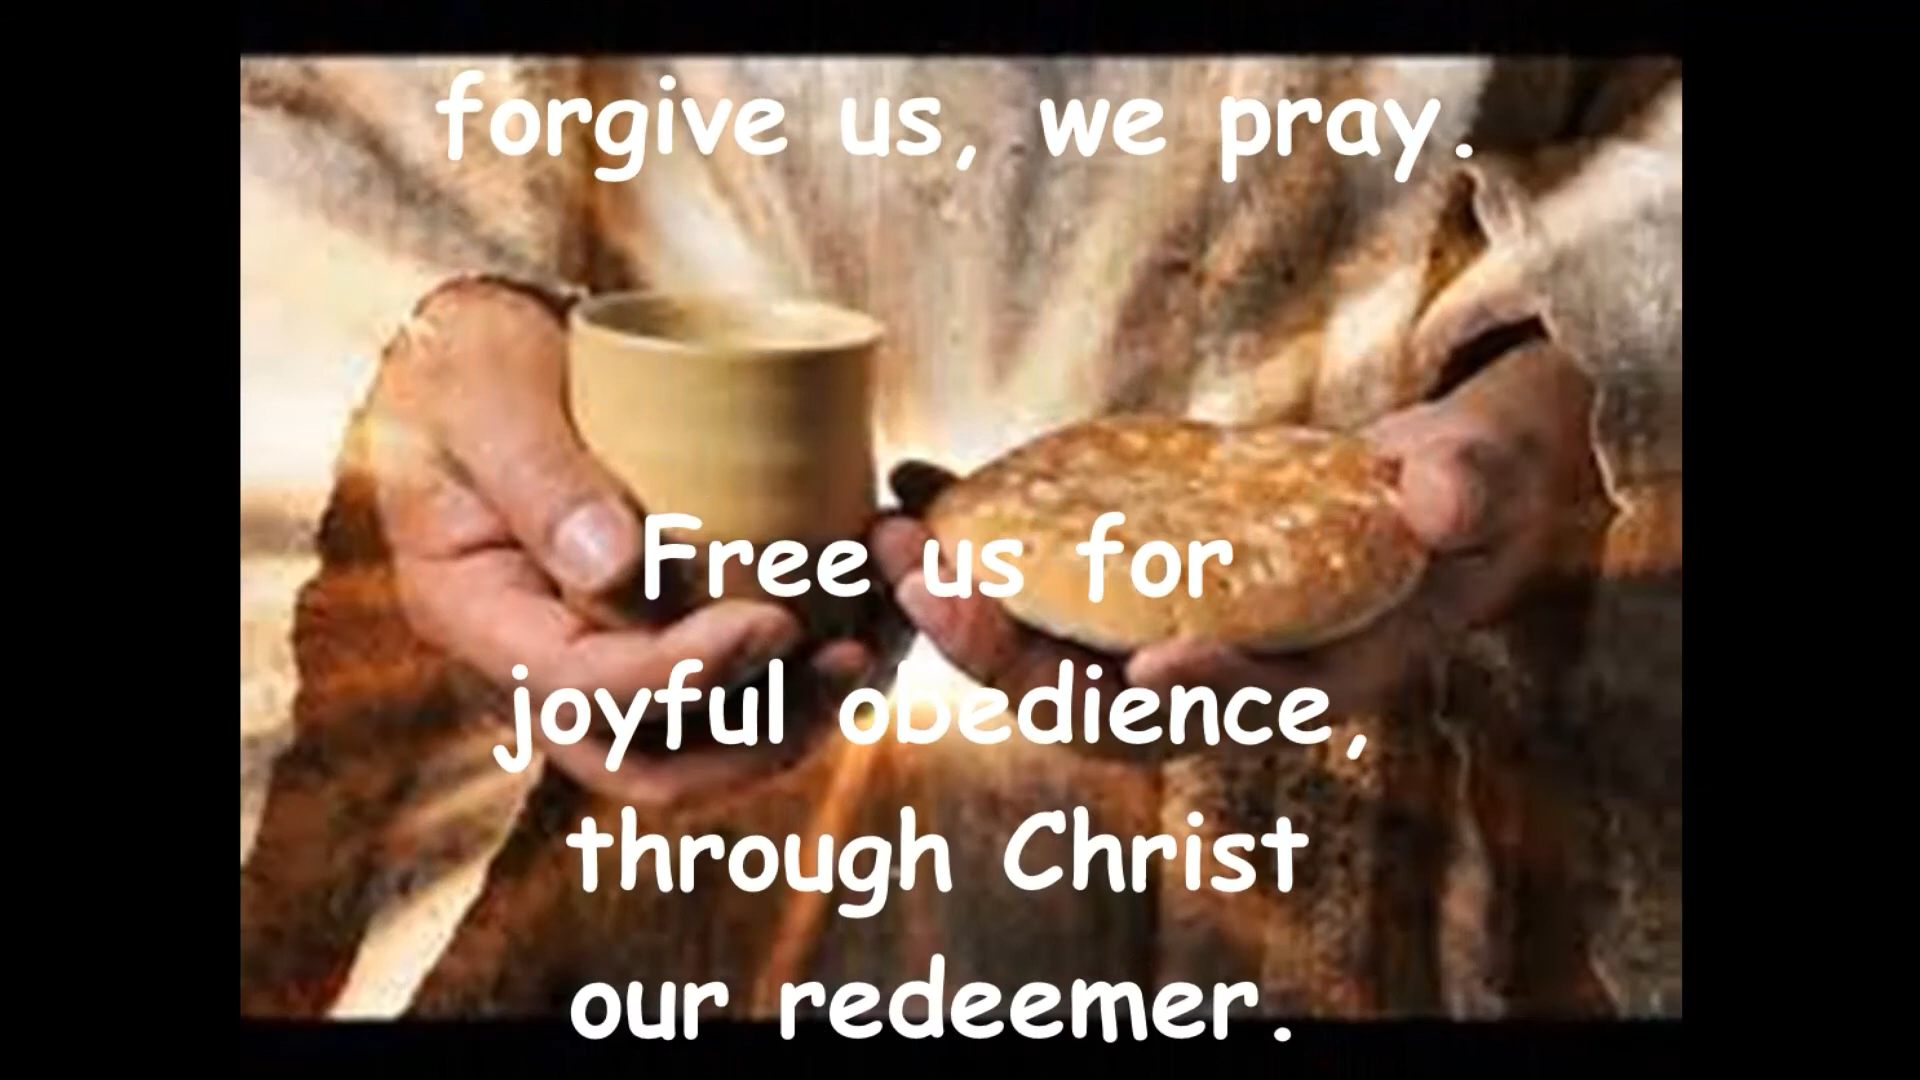 forgive us, we pray.
Free us for
joyful obedience,
through Christ
our redeemer.